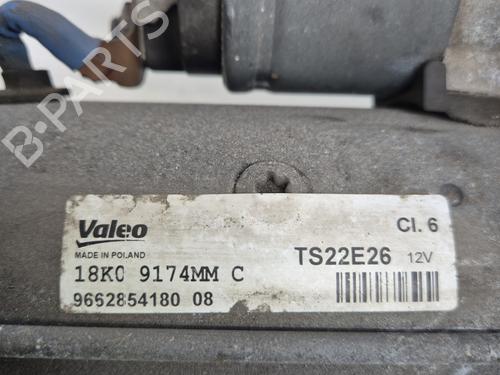 B-PARTS
Valeo
MADE IN POLAND
Cl. 6
TS22E26 12V
18K0 9174MM C
9662854180 08